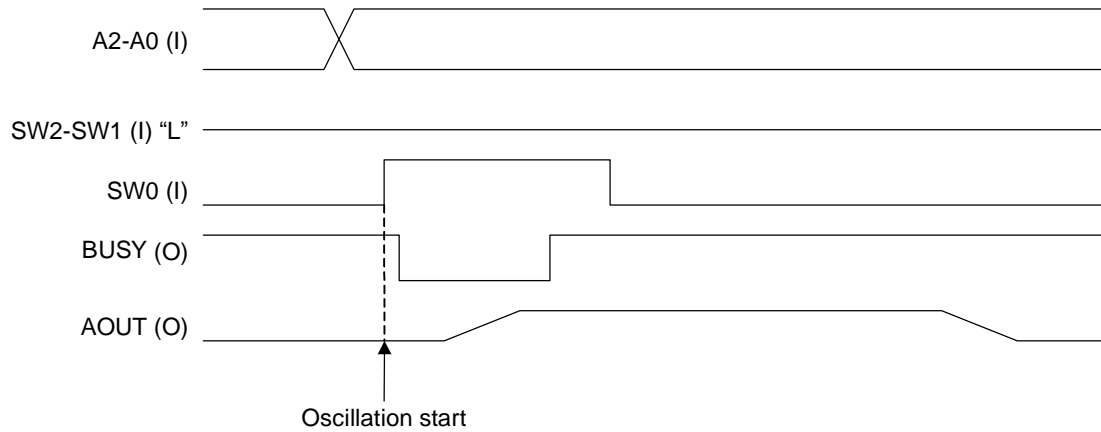 A2-A0 (I)
SW2-SW1 (I) “L”
SW0 (I)
BUSY (O)
AOUT (O)
Oscillation start